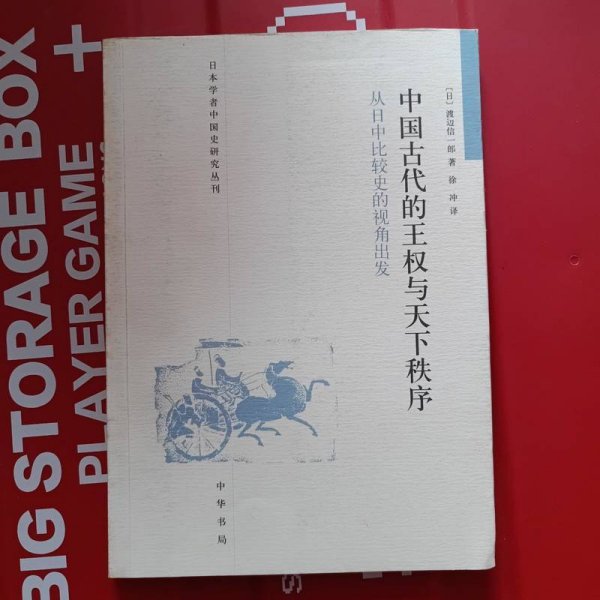 [日] 渡辺信一郎 著 徐 冲 译
中国古代的王权与天下秩序
从日中比较史的视角出发
日本学者中国史研究丛刊
中华书局
BIG STORAGE BOX
PLAYER GAME
+